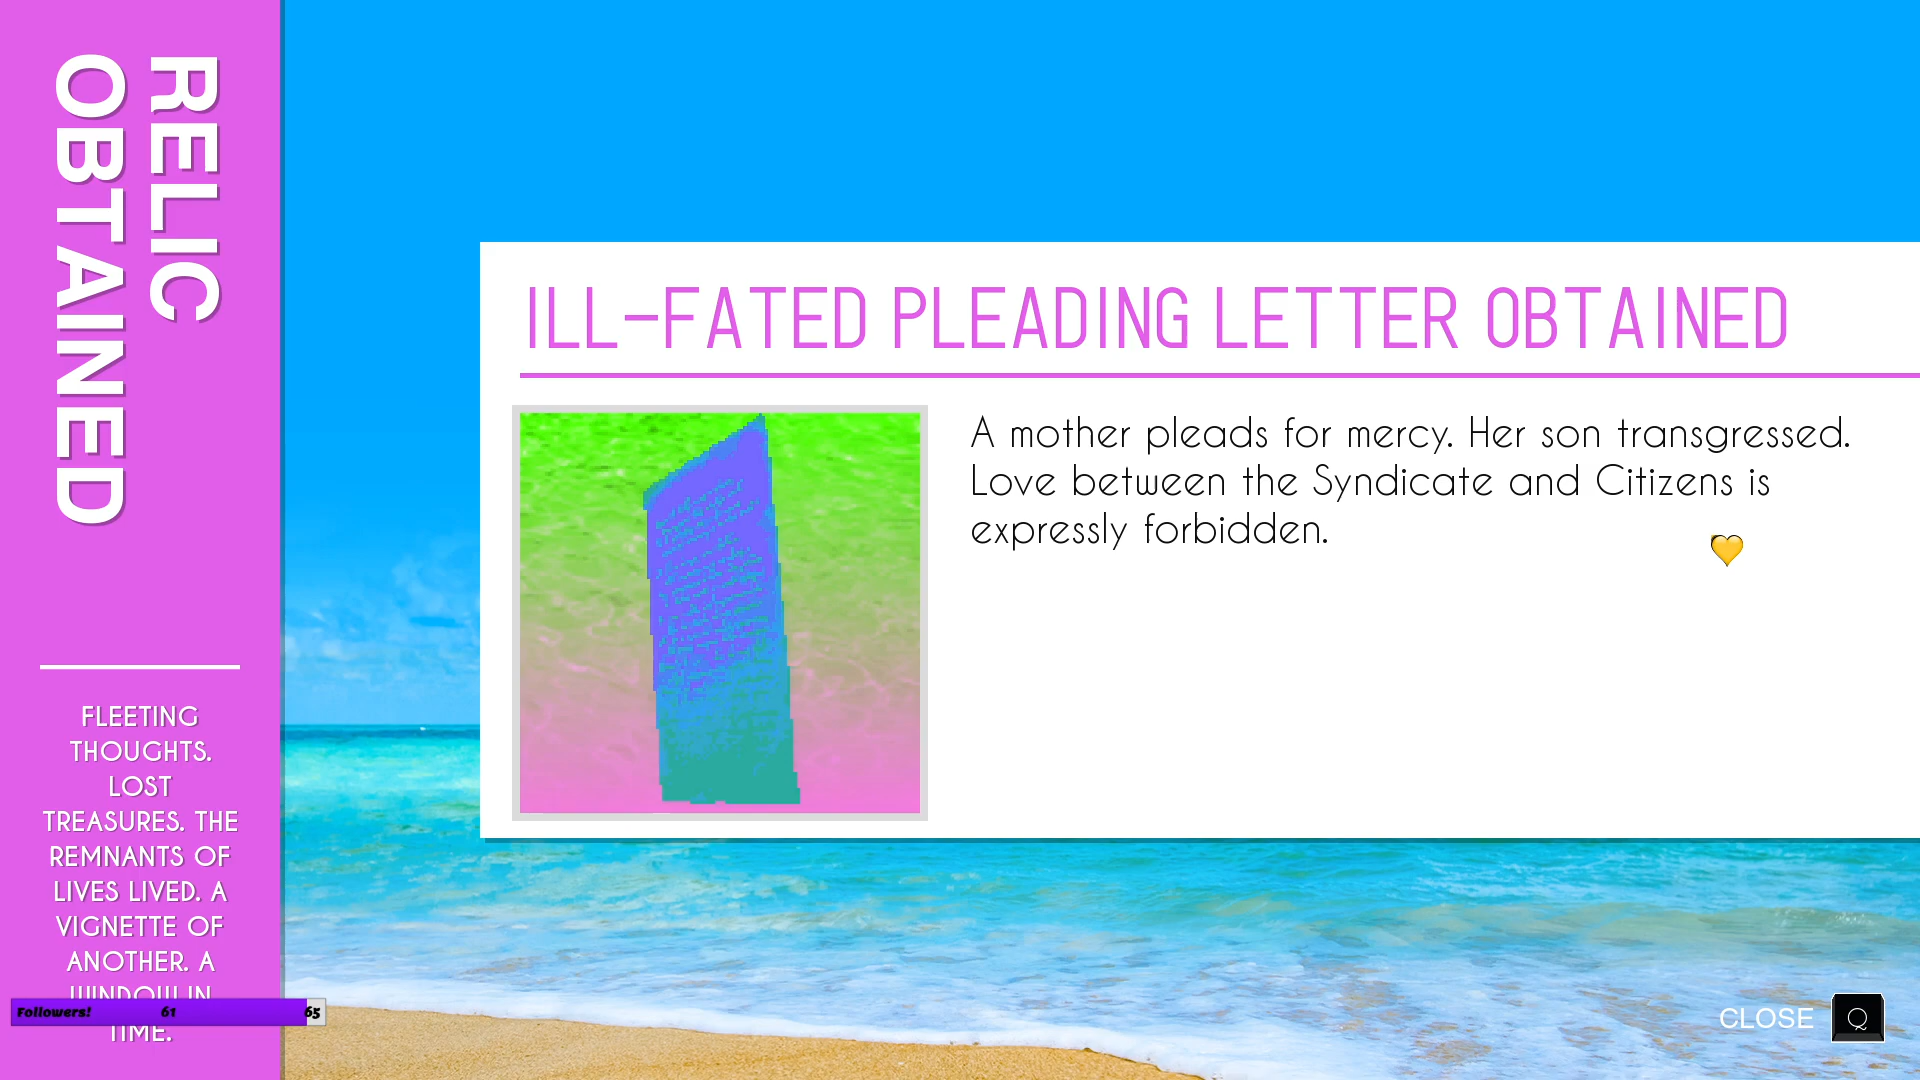 RELIC
OBTAINED
FLEETING
THOUGHTS.
LOST
TREASURES. THE
REMNANTS OF
LIVES LIVED. A
VIGNETTE OF
ANOTHER. A
WINDOW IN
TIME.
Followers! 61 65
ILL-FATED PLEADING LETTER OBTAINED
A mother pleads for mercy. Her son transgressed.
Love between the Syndicate and Citizens is
expressly forbidden.
CLOSE Q